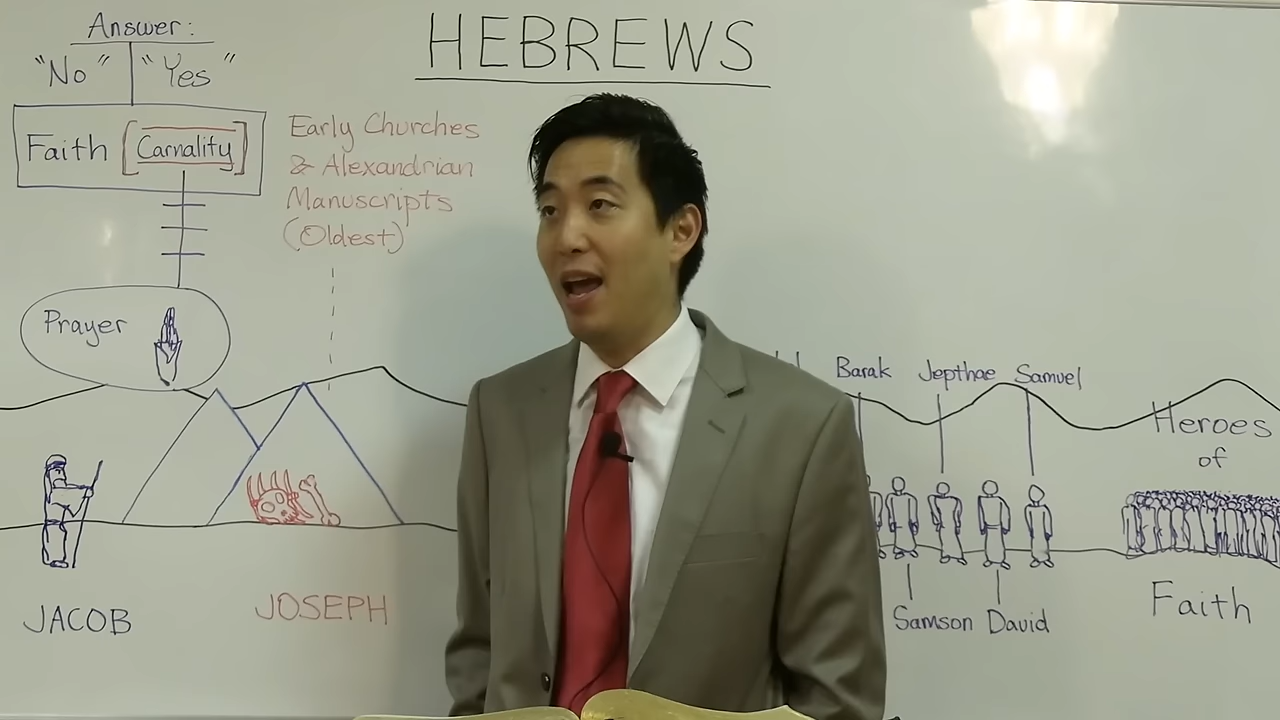 HEBREWS
Answer:
"No" "Yes"
Faith [Carnality]
Prayer
Early Churches
& Alexandrian
Manuscripts
(Oldest)
JACOB
JOSEPH
Barak Jepthae Samuel
Samson David
Heroes
of
Faith